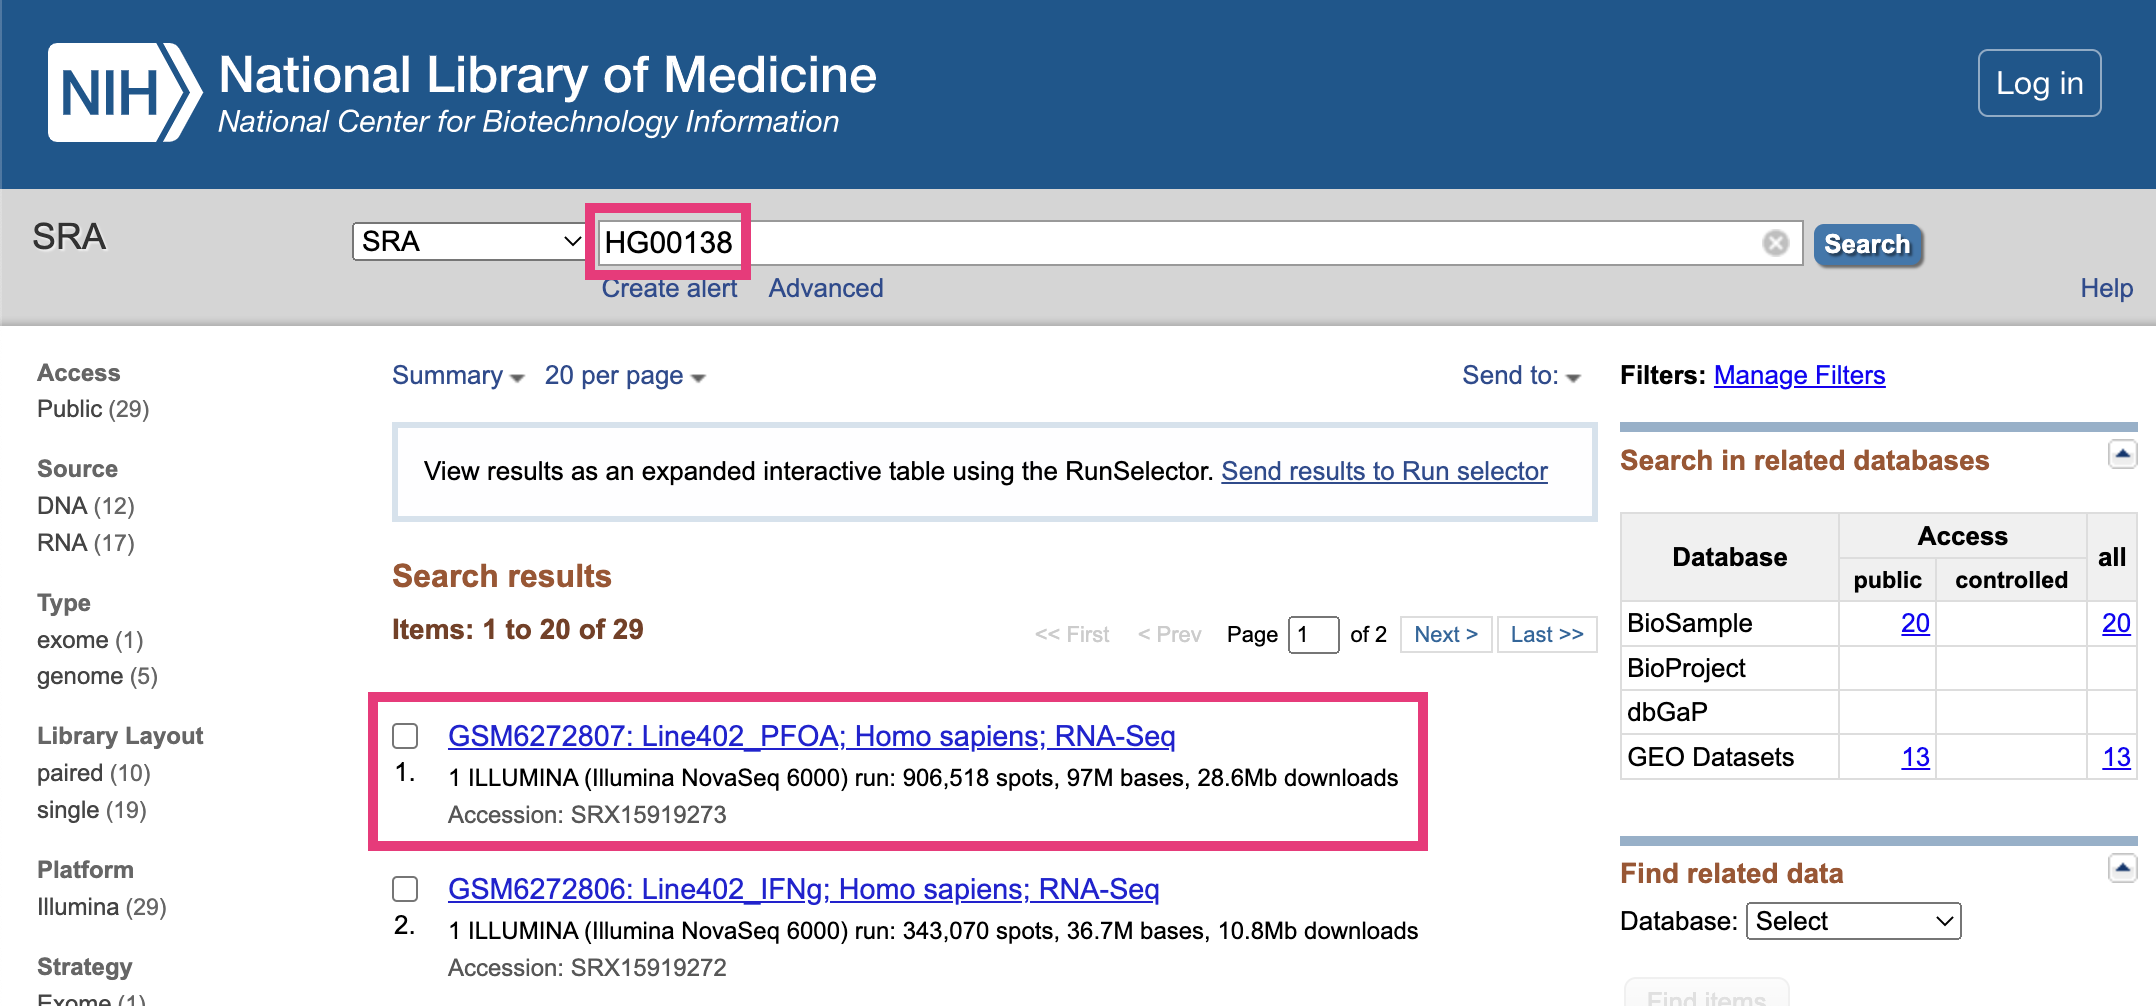 NIH National Library of Medicine
National Center for Biotechnology Information
Log in
SRA
SRA
HG00138
Search
Create alert Advanced
Help
Access
Public (29)
Source
DNA (12)
RNA (17)
Type
exome (1)
genome (5)
Library Layout
paired (10)
single (19)
Platform
Illumina (29)
Strategy
Exome (1)
Summary 20 per page Send to:
View results as an expanded interactive table using the RunSelector. Send results to Run selector
Search results
Items: 1 to 20 of 29
<< First < Prev Page 1 of 2 Next > Last >>
GSM6272807: Line402_PFOA; Homo sapiens; RNA-Seq
1. 1 ILLUMINA (Illumina NovaSeq 6000) run: 906,518 spots, 97M bases, 28.6Mb downloads
Accession: SRX15919273
GSM6272806: Line402_IFNg; Homo sapiens; RNA-Seq
2. 1 ILLUMINA (Illumina NovaSeq 6000) run: 343,070 spots, 36.7M bases, 10.8Mb downloads
Accession: SRX15919272
Filters: Manage Filters
Search in related databases
Database Access all
public controlled
BioSample 20 20
BioProject
dbGaP
GEO Datasets 13 13
Find related data
Database: Select
Find items